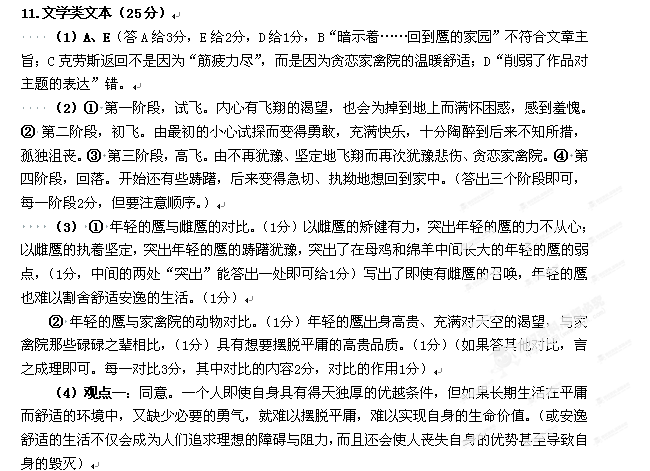 11.文学类文本（25分）
（1）A、E（答A给3分，E给2分，D给1分，B“暗示着……回到鹰的家园”不符合文章主
旨；C克劳斯返回不是因为“筋疲力尽”，而是因为贪恋家禽院的温暖舒适；D“削弱了作品对
主题的表达”错。
（2）① 第一阶段，试飞。内心有飞翔的渴望，也会为掉到地上而满怀困惑，感到羞愧。
② 第二阶段，初飞。由最初的小心试探而变得勇敢，充满快乐，十分陶醉到后来不知所措，
孤独沮丧。③ 第三阶段，高飞。由不再犹豫、坚定地飞翔而再次犹豫悲伤、贪恋家禽院。④ 第
四阶段，回落。开始还有些踌躇，后来变得急切、执拗地想回到家中。（答出三个阶段即可，
每一阶段2分，但要注意顺序。）
（3）① 年轻的鹰与雌鹰的对比。（1分）以雌鹰的矫健有力，突出年轻的鹰的力不从心；
以雌鹰的执着坚定，突出年轻的鹰的踌躇犹豫，突出了在母鸡和绵羊中间长大的年轻的鹰的弱
点，（1分，中间的两处“突出”能答出一处即可给1分）写出了即使有雌鹰的召唤，年轻的鹰
也难以割舍舒适安逸的生活。（1分）
② 年轻的鹰与家禽院的动物对比。（1分）年轻的鹰出身高贵、充满对天空的渴望，与家
禽院那些碌碌之辈相比，（1分）具有想要摆脱平庸的高贵品质。（1分）（如果答其他对比，言
之成理即可。每一对比3分，其中对比的内容2分，对比的作用1分）
（4）观点一：同意。一个人即使自身具有得天独厚的优越条件，但如果长期生活在平庸
而舒适的环境中，又缺少必要的勇气，就难以摆脱平庸，难以实现自身的生命价值。（或安逸
舒适的生活不仅会成为人们追求理想的障碍与阻力，而且还会使人丧失自身的优势甚至导致自
身的毁灭）